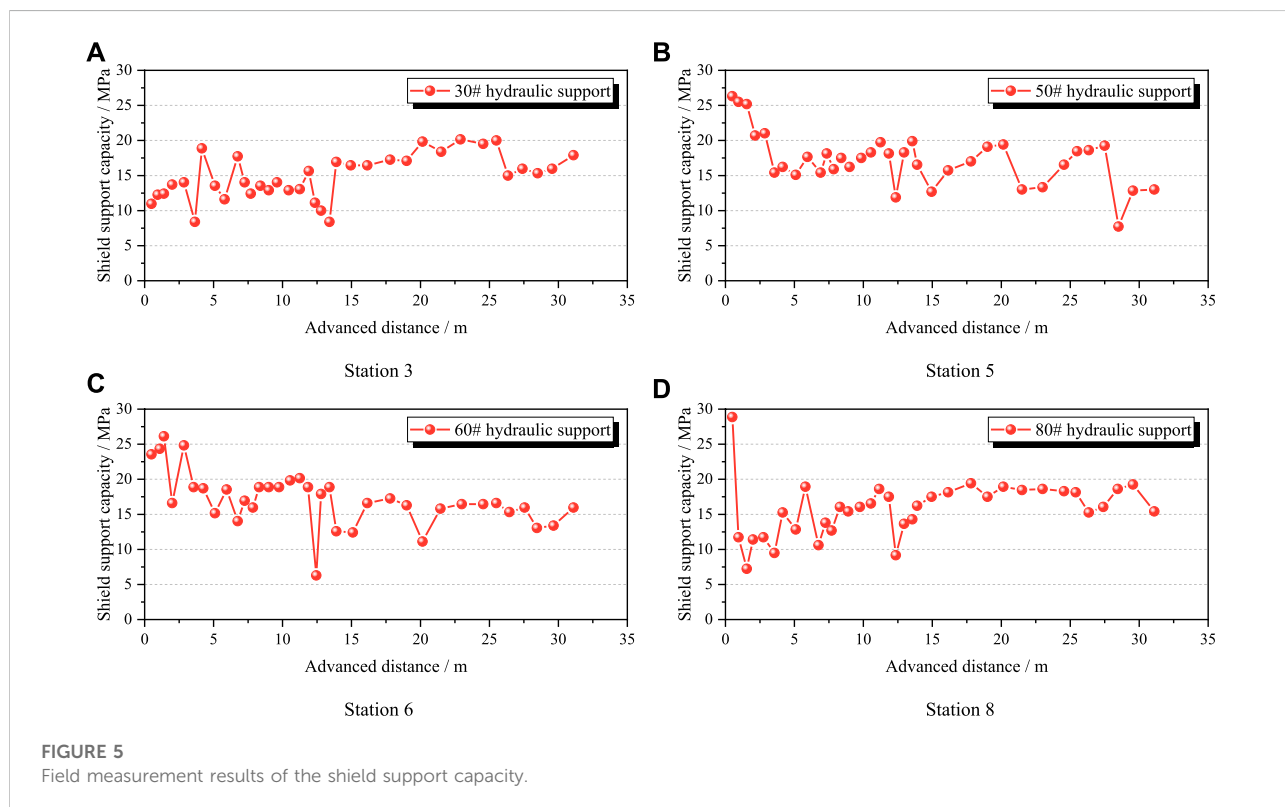 A
30# hydraulic support
Shield support capacity / MPa
30
25
20
15
10
5
0
0 5 10 15 20 25 30 35
Advanced distance / m
Station 3
B
50# hydraulic support
Shield support capacity / MPa
30
25
20
15
10
5
0
0 5 10 15 20 25 30 35
Advanced distance / m
Station 5
C
60# hydraulic support
Shield support capacity / MPa
30
25
20
15
10
5
0
0 5 10 15 20 25 30 35
Advanced distance / m
Station 6
D
80# hydraulic support
Shield support capacity / MPa
30
25
20
15
10
5
0
0 5 10 15 20 25 30 35
Advanced distance / m
Station 8
FIGURE 5
Field measurement results of the shield support capacity.